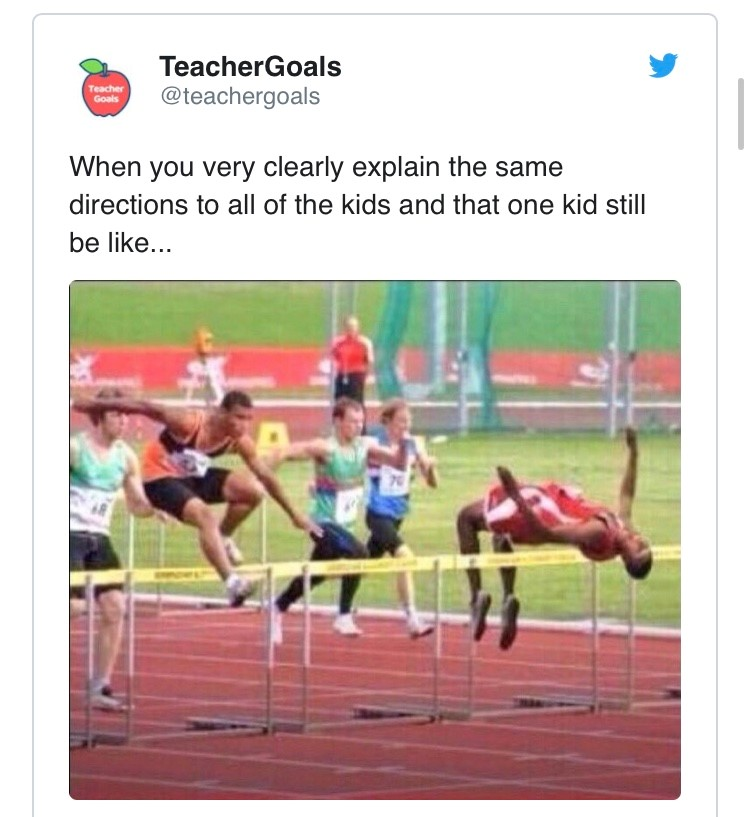 Teacher
Goals
TeacherGoals
@teachergoals
When you very clearly explain the same
directions to all of the kids and that one kid still
be like...